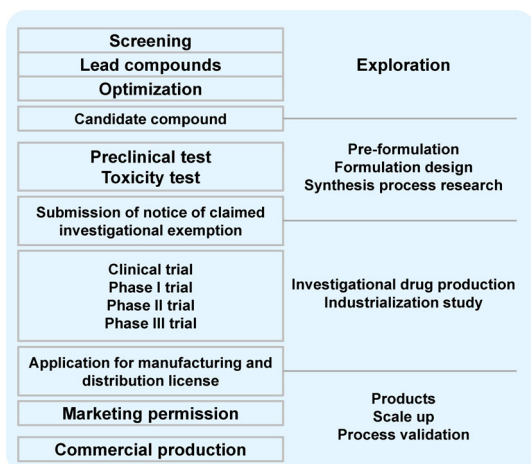 Screening
Lead compounds
Optimization
Exploration
Candidate compound
Preclinical test
Toxicity test
Pre-formulation
Formulation design
Synthesis process research
Submission of notice of claimed
investigational exemption
Clinical trial
Phase I trial
Phase II trial
Phase III trial
Investigational drug production
Industrialization study
Application for manufacturing and
distribution license
Marketing permission
Commercial production
Products
Scale up
Process validation